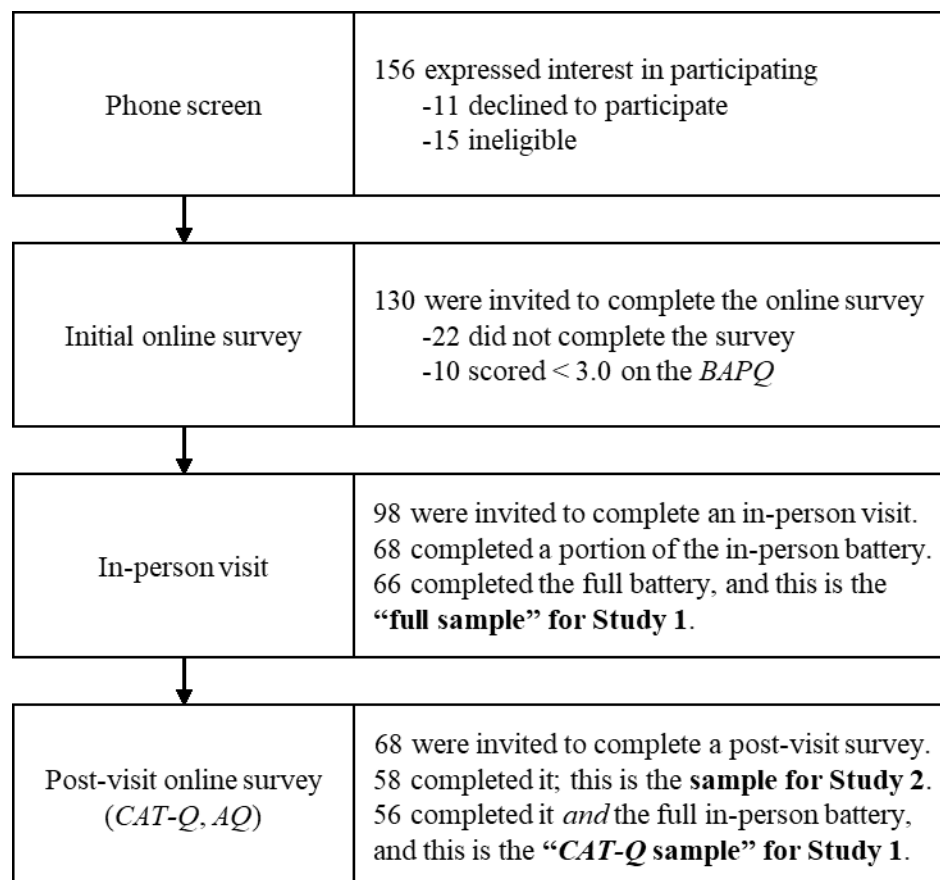 Phone screen
156 expressed interest in participating
-11 declined to participate
-15 ineligible
Initial online survey
130 were invited to complete the online survey
-22 did not complete the survey
-10 scored < 3.0 on the BAPQ
In-person visit
98 were invited to complete an in-person visit.
68 completed a portion of the in-person battery.
66 completed the full battery, and this is the
“full sample” for Study 1.
Post-visit online survey
(CAT-Q, AQ)
68 were invited to complete a post-visit survey.
58 completed it; this is the sample for Study 2.
56 completed it and the full in-person battery,
and this is the “CAT-Q sample” for Study 1.